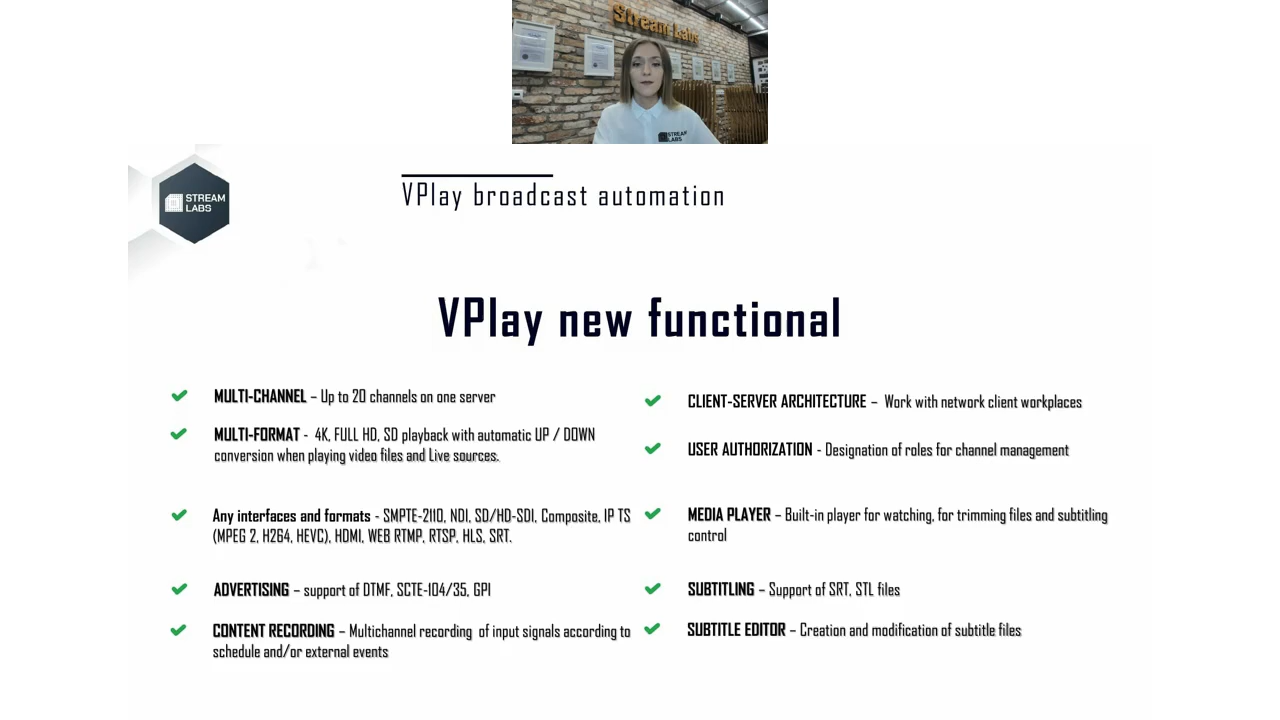 Stream Labs
STREAM
LABS
STREAM
LABS
VPlay broadcast automation
VPlay new functional
MULTI-CHANNEL – Up to 20 channels on one server
MULTI-FORMAT - 4K, FULL HD, SD playback with automatic UP / DOWN
conversion when playing video files and Live sources.
Any interfaces and formats - SMPTE-2110, NDI, SD/HD-SDI, Composite, IP TS
(MPEG 2, H264, HEVC), HDMI, WEB RTMP, RTSP, HLS, SRT.
ADVERTISING – support of DTMF, SCTE-104/35, GPI
CONTENT RECORDING – Multichannel recording of input signals according to
schedule and/or external events
CLIENT-SERVER ARCHITECTURE – Work with network client workplaces
USER AUTHORIZATION - Designation of roles for channel management
MEDIA PLAYER – Built-in player for watching, for trimming files and subtitling
control
SUBTITLING – Support of SRT, STL files
SUBTITLE EDITOR – Creation and modification of subtitle files